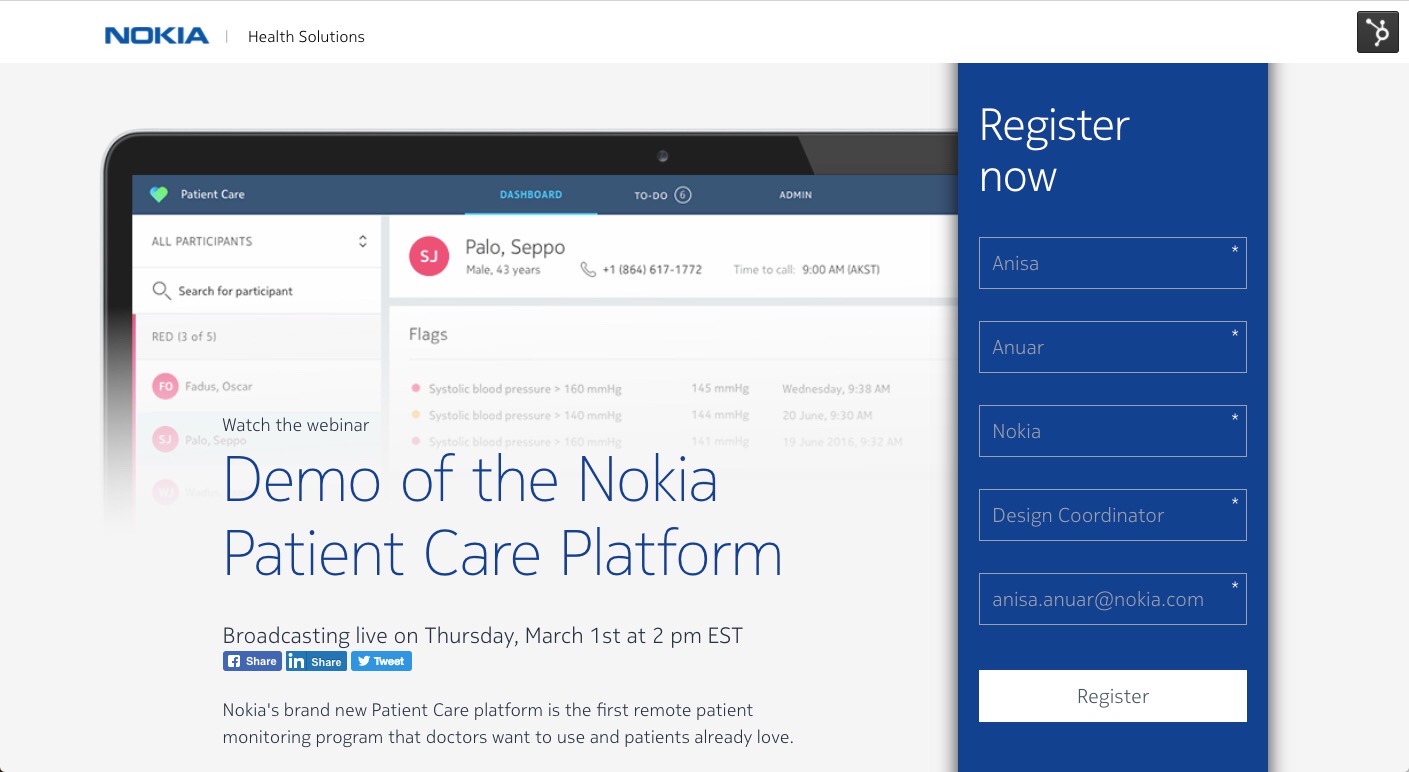 NOKIA | Health Solutions
Patient Care
DASHBOARD
TO-DO 6
ADMIN
ALL PARTICIPANTS
Search for participant
RED (3 of 5)
FO Fadus, Oscar
SJ Palo, Seppo
SJ
Palo, Seppo
Male, 43 years
+1 (864) 617-1772
Time to call: 9:00 AM (AKST)
Flags
Systolic blood pressure > 160 mmHg 145 mmHg Wednesday, 9:38 AM
Systolic blood pressure > 140 mmHg 144 mmHg 20 June, 9:30 AM
Systolic blood pressure > 160 mmHg 141 mmHg 19 June 2016, 9:32 AM
Watch the webinar
Demo of the Nokia
Patient Care Platform
Broadcasting live on Thursday, March 1st at 2 pm EST
Share
in Share
Tweet
Nokia's brand new Patient Care platform is the first remote patient
monitoring program that doctors want to use and patients already love.
Register
now
Anisa *
Anuar *
Nokia *
Design Coordinator *
anisa.anuar@nokia.com *
Register